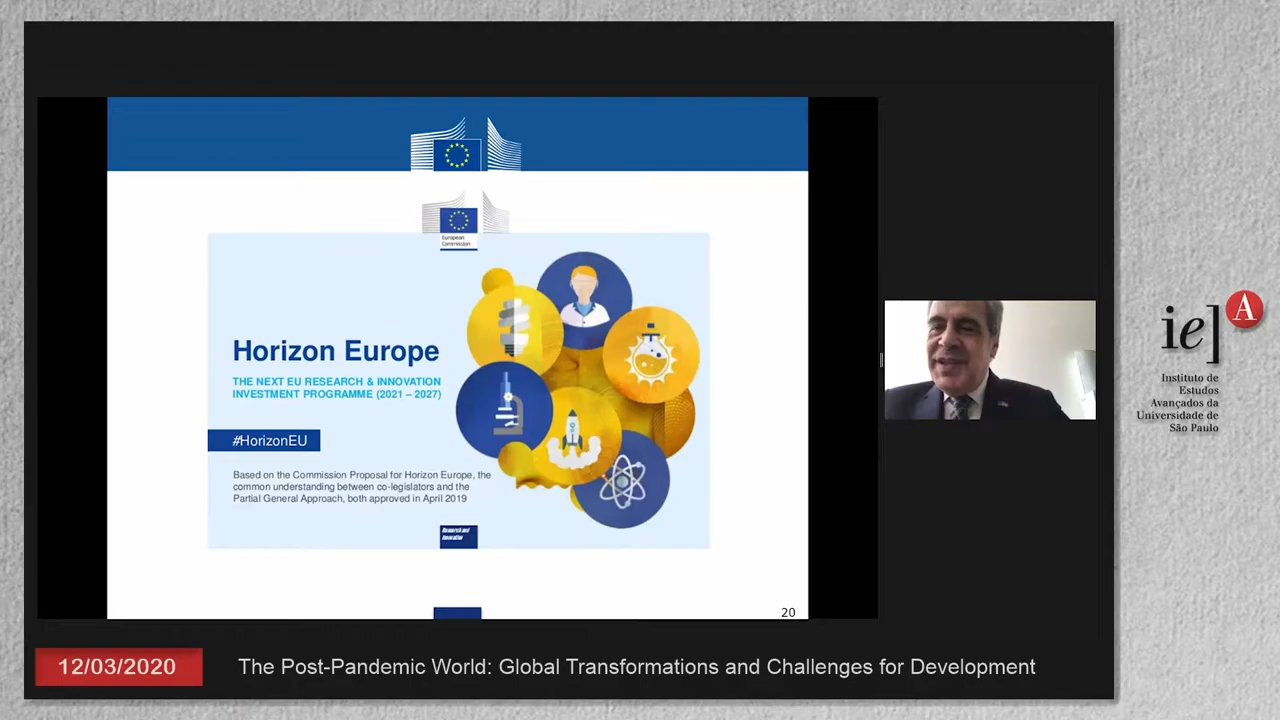 European
Commission
Horizon Europe
THE NEXT EU RESEARCH & INNOVATION
INVESTMENT PROGRAMME (2021 – 2027)
#HorizonEU
Based on the Commission Proposal for Horizon Europe, the
common understanding between co-legislators and the
Partial General Approach, both approved in April 2019
Research and
Innovation
20
iea
Instituto de
Estudos
Avançados da
Universidade de
São Paulo
12/03/2020
The Post-Pandemic World: Global Transformations and Challenges for Development